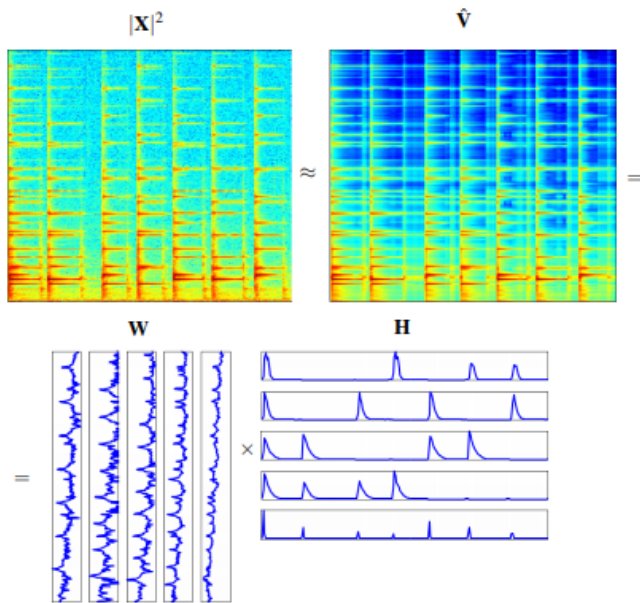 |X|² V̂
≈ =
W H
= ×